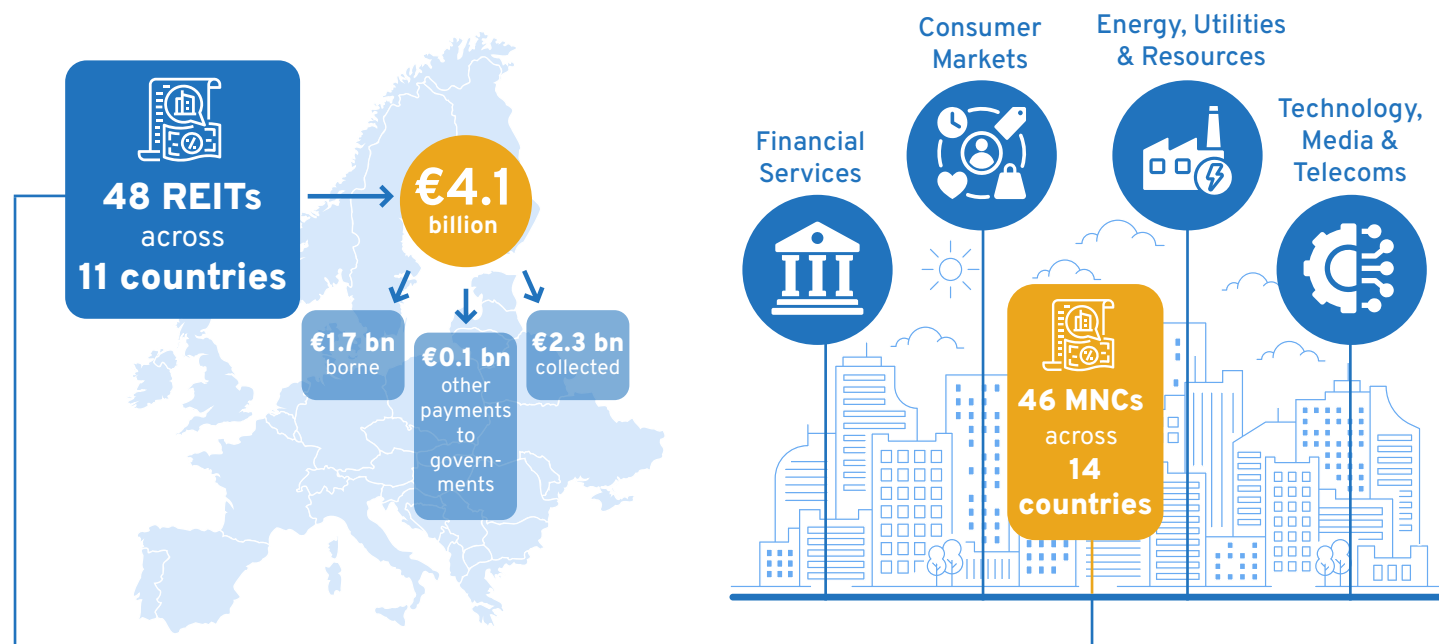 48 REITs
across
11 countries
€4.1
billion
€1.7 bn
borne
€0.1 bn
other
payments
to
govern-
ments
€2.3 bn
collected
Financial
Services
Consumer
Markets
Energy, Utilities
& Resources
Technology,
Media &
Telecoms
46 MNCs
across
14
countries